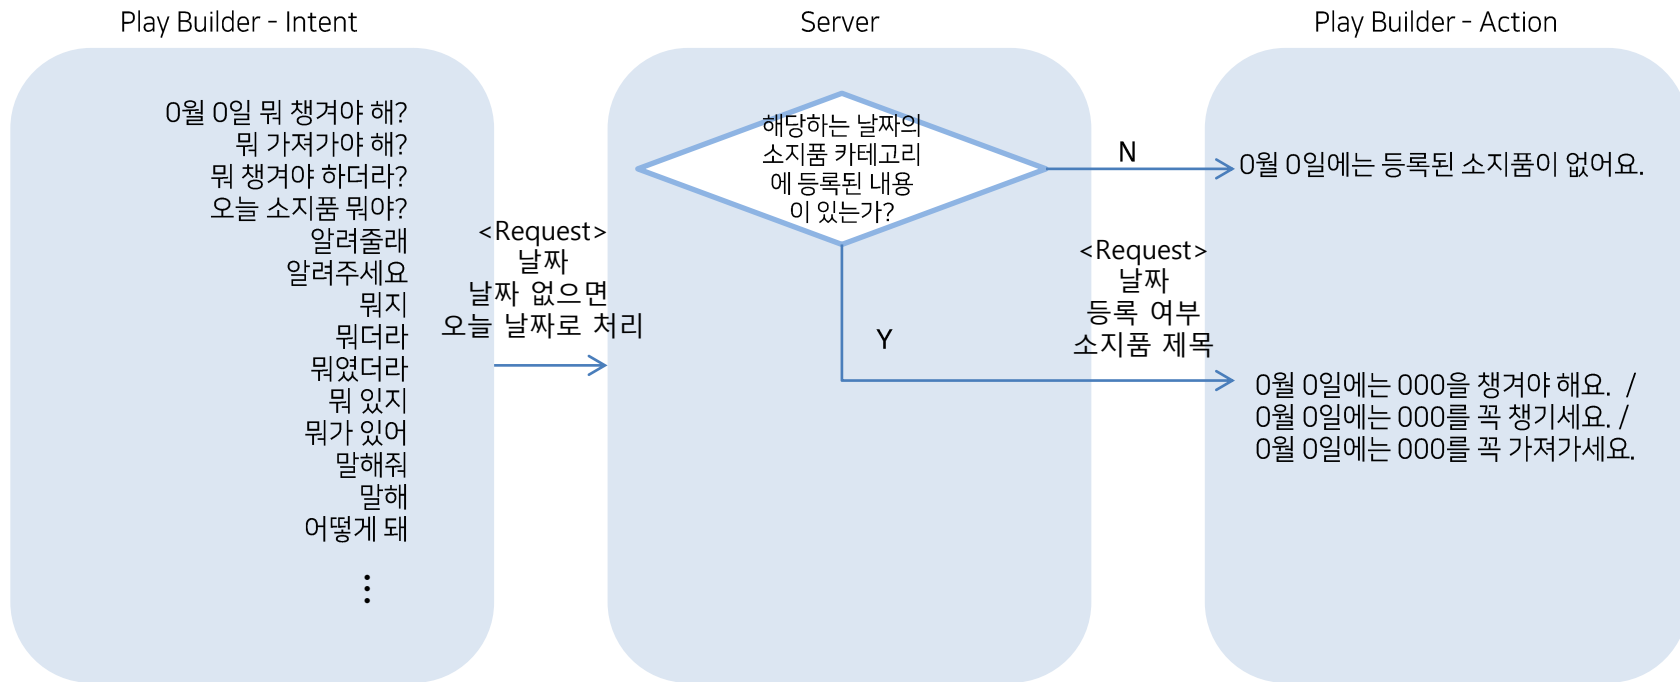 Play Builder - Intent
0월 0일 뭐 챙겨야 해?
뭐 가져가야 해?
뭐 챙겨야 하더라?
오늘 소지품 뭐야?
알려줄래
알려주세요
뭐지
뭐더라
뭐였더라
뭐 있지
뭐가 있어
말해줘
말해
어떻게 돼
⋮
<Request>
날짜
날짜 없으면
오늘 날짜로 처리
Server
해당하는 날짜의
소지품 카테고리
에 등록된 내용
이 있는가?
N
Y
<Request>
날짜
등록 여부
소지품 제목
Play Builder - Action
0월 0일에는 등록된 소지품이 없어요.
0월 0일에는 000을 챙겨야 해요. /
0월 0일에는 000를 꼭 챙기세요. /
0월 0일에는 000를 꼭 가져가세요.